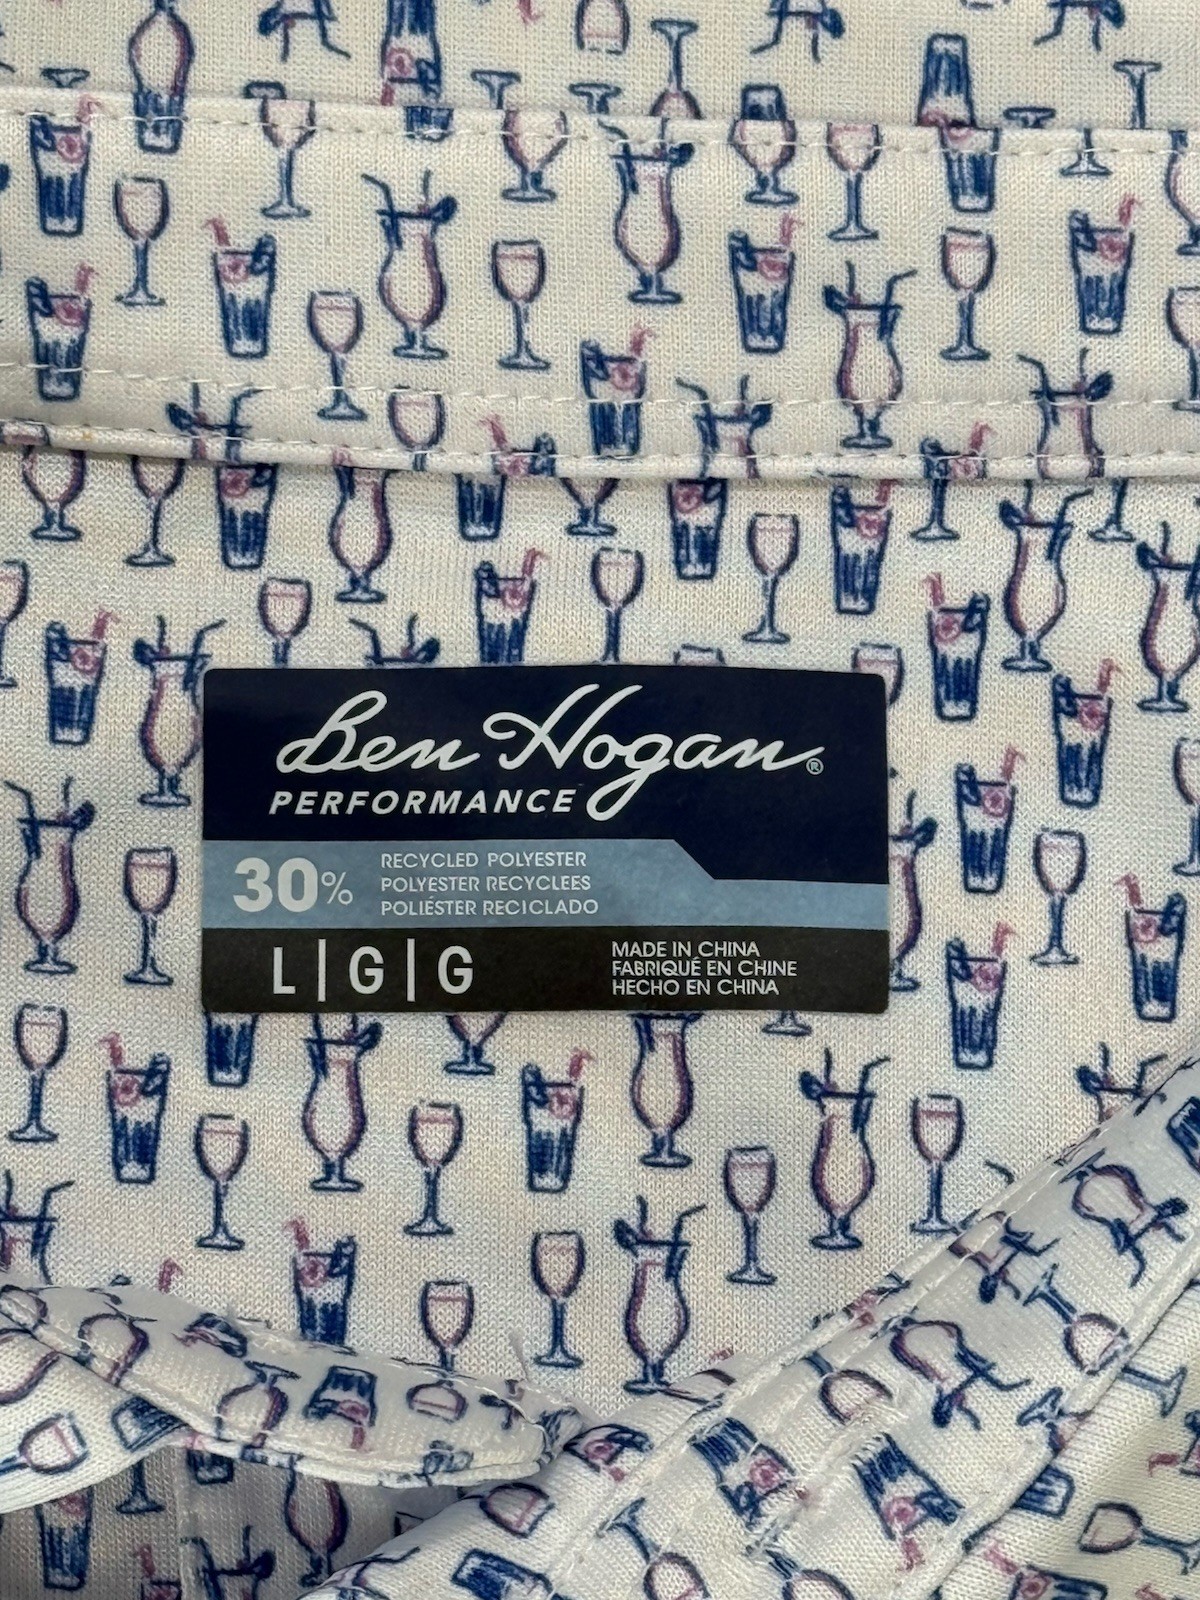 Ben Hogan®
PERFORMANCE
30%
RECYCLED POLYESTER
POLYESTER RECYCLEES
POLIÉSTER RECICLADO
L|G|G
MADE IN CHINA
FABRIQUÉ EN CHINE
HECHO EN CHINA